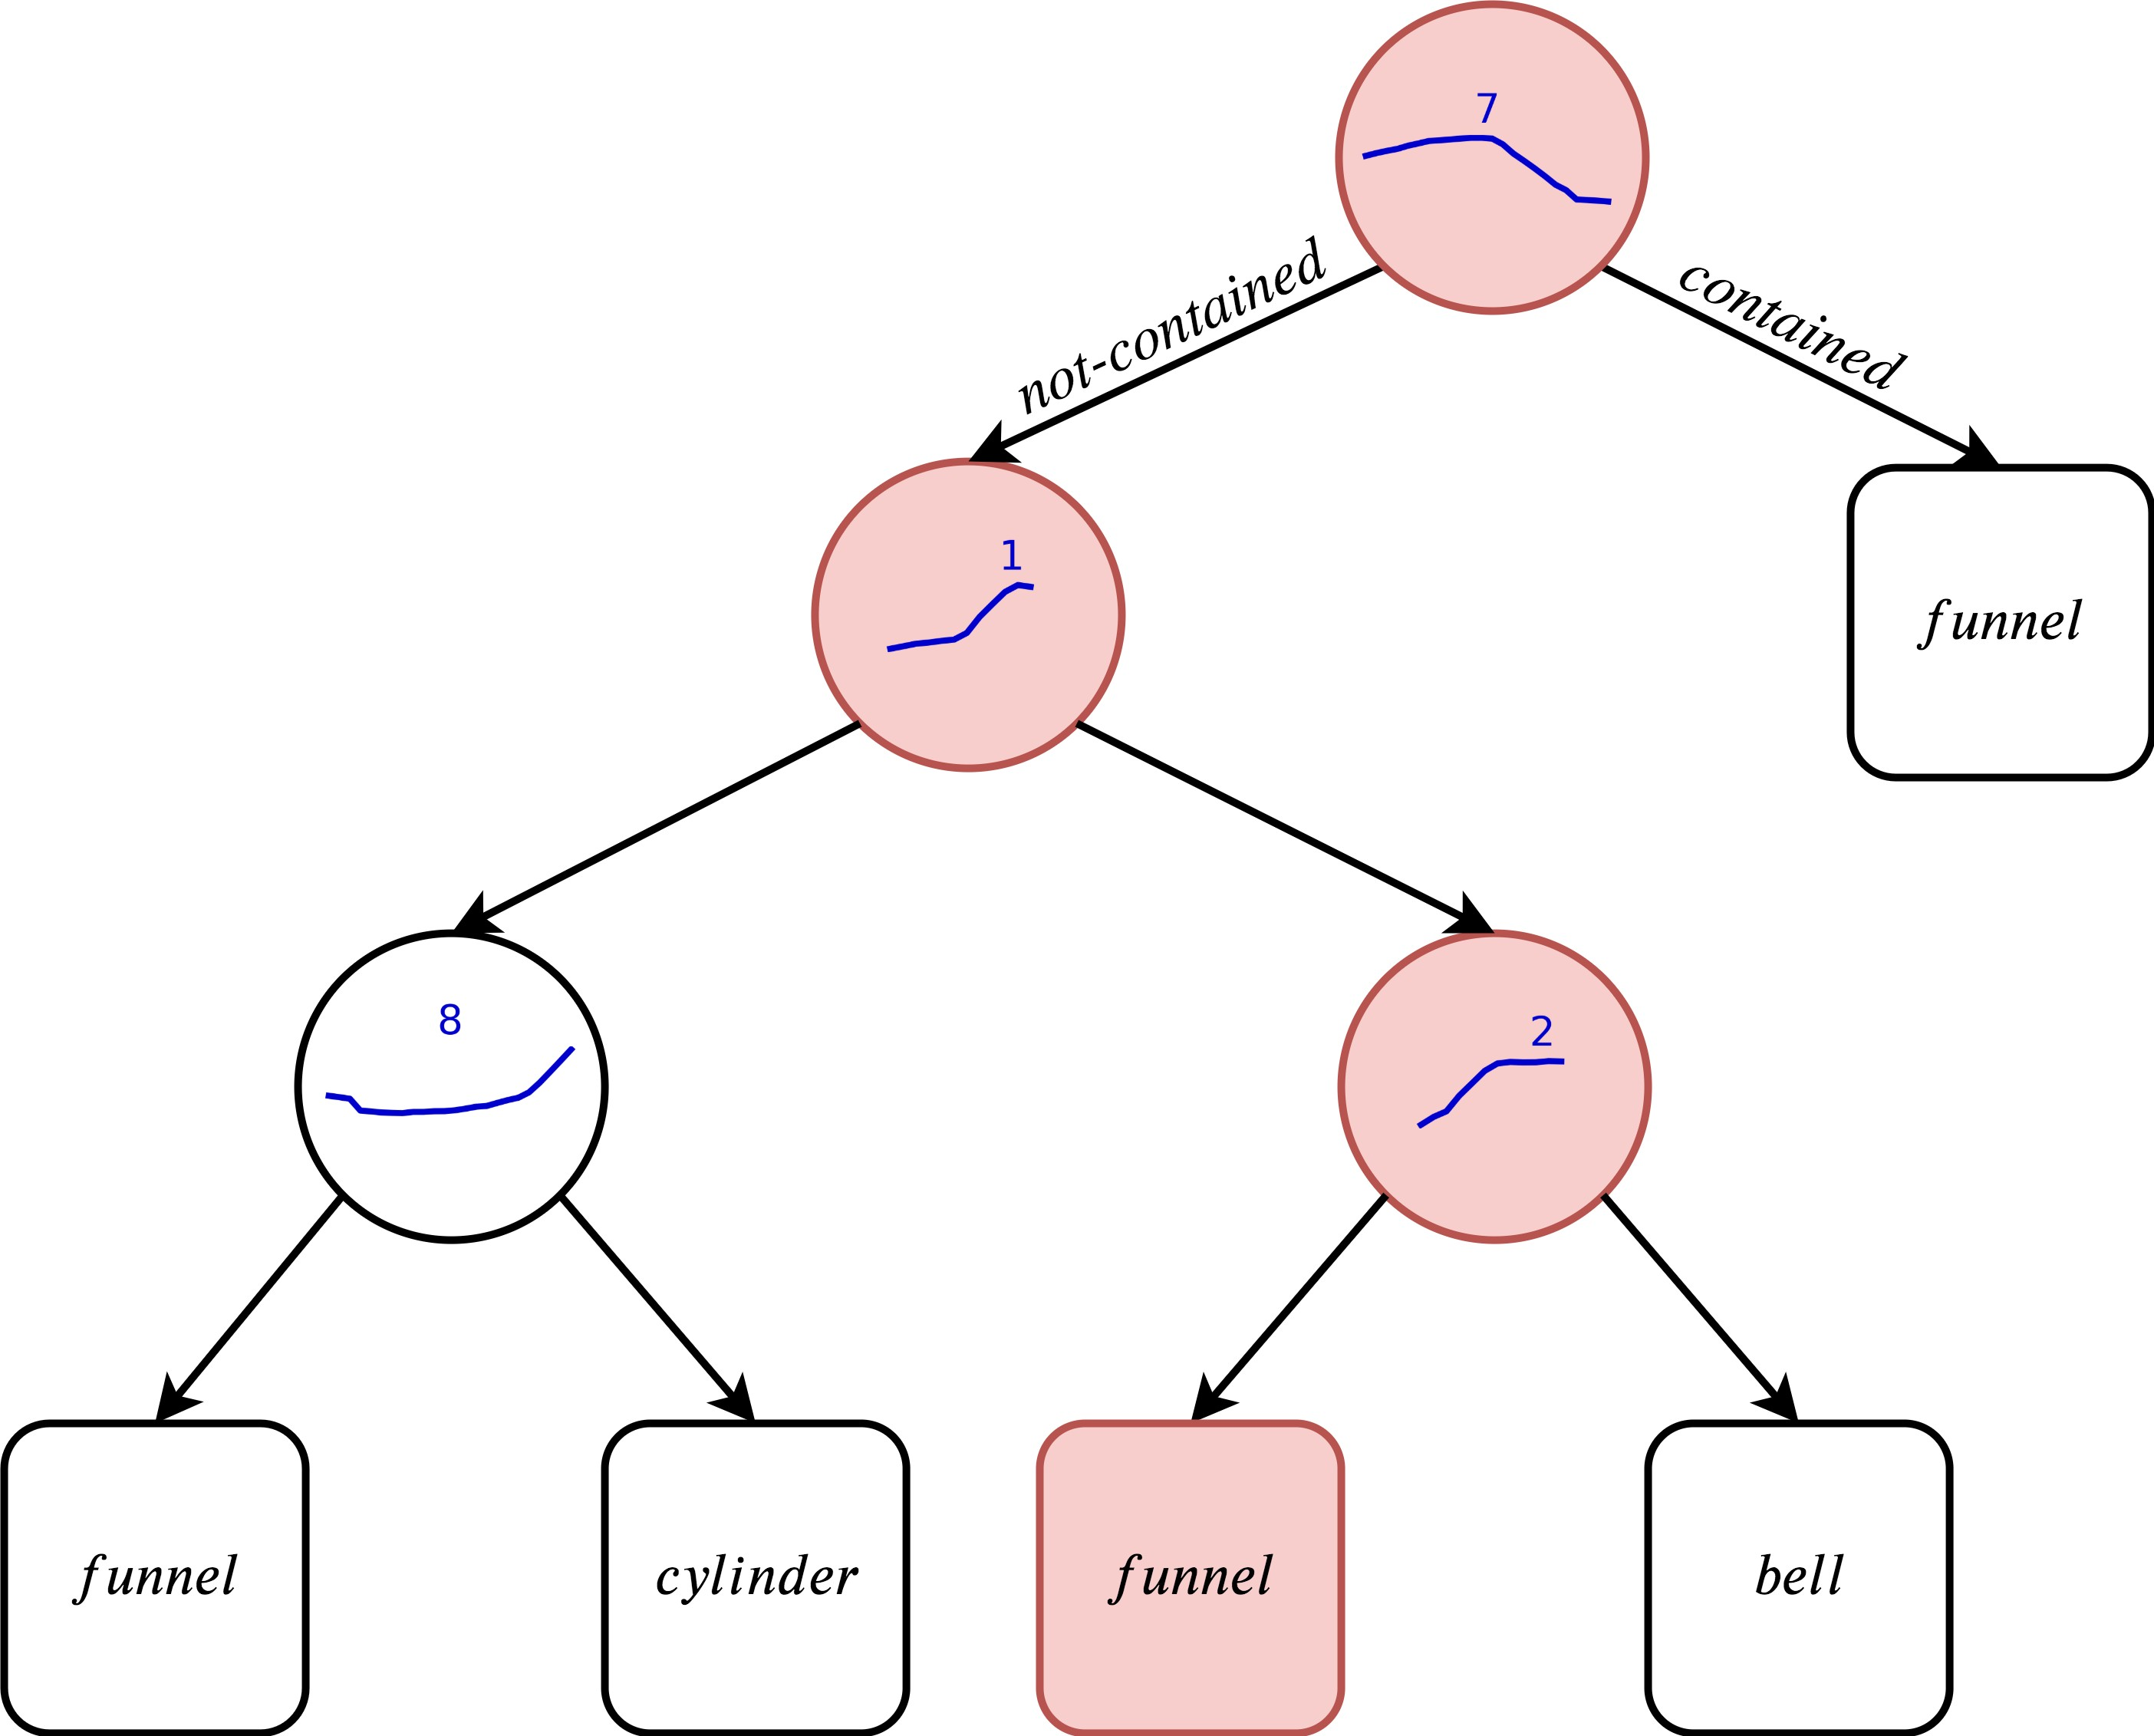 7
not-contained
contained
1
funnel
8
2
funnel
cylinder
funnel
bell